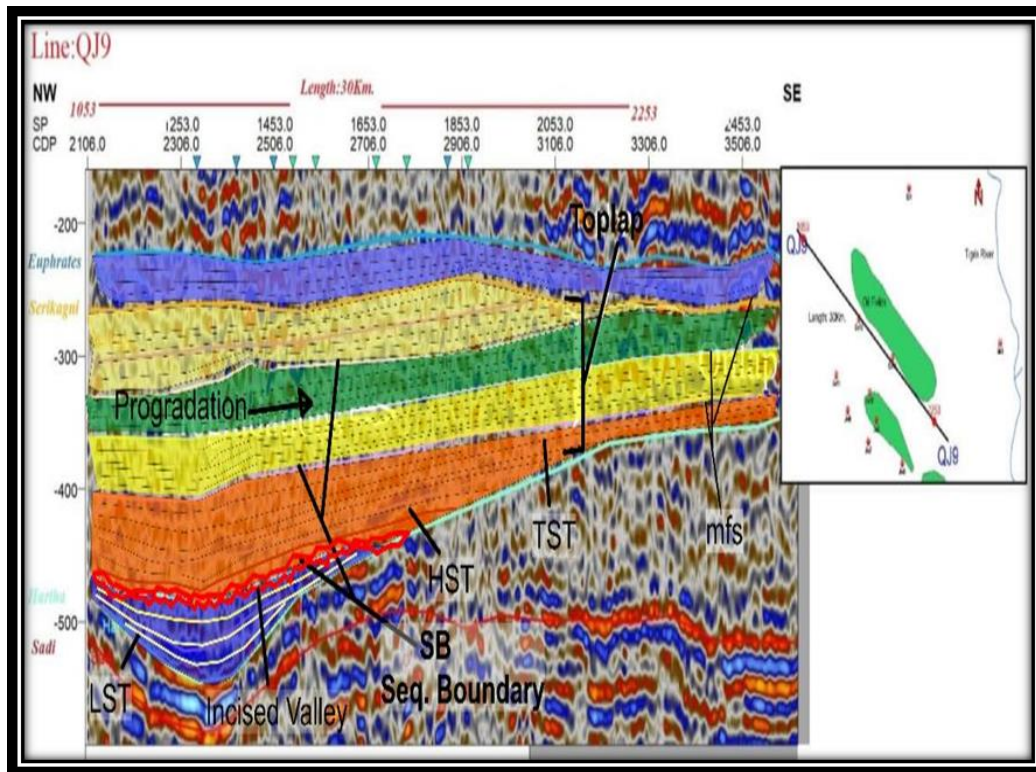 Line:QJ9
NW
Length:30Km.
SE
1053
2253
SP 1253.0 1453.0 1653.0 1853.0 2053.0 2453.0
CDP 2106.0 2306.0 2506.0 2706.0 2906.0 3106.0 3306.0 3506.0
-200
Toplap
Euphrates
Serikagni
-300
Progradation
-400
TST
mfs
HST
Hartha
-500
Sadi
SB
LST
Incised Valley
Seq. Boundary
N
QJ9
Tigris River
Length: 30Km.
2253
QJ9